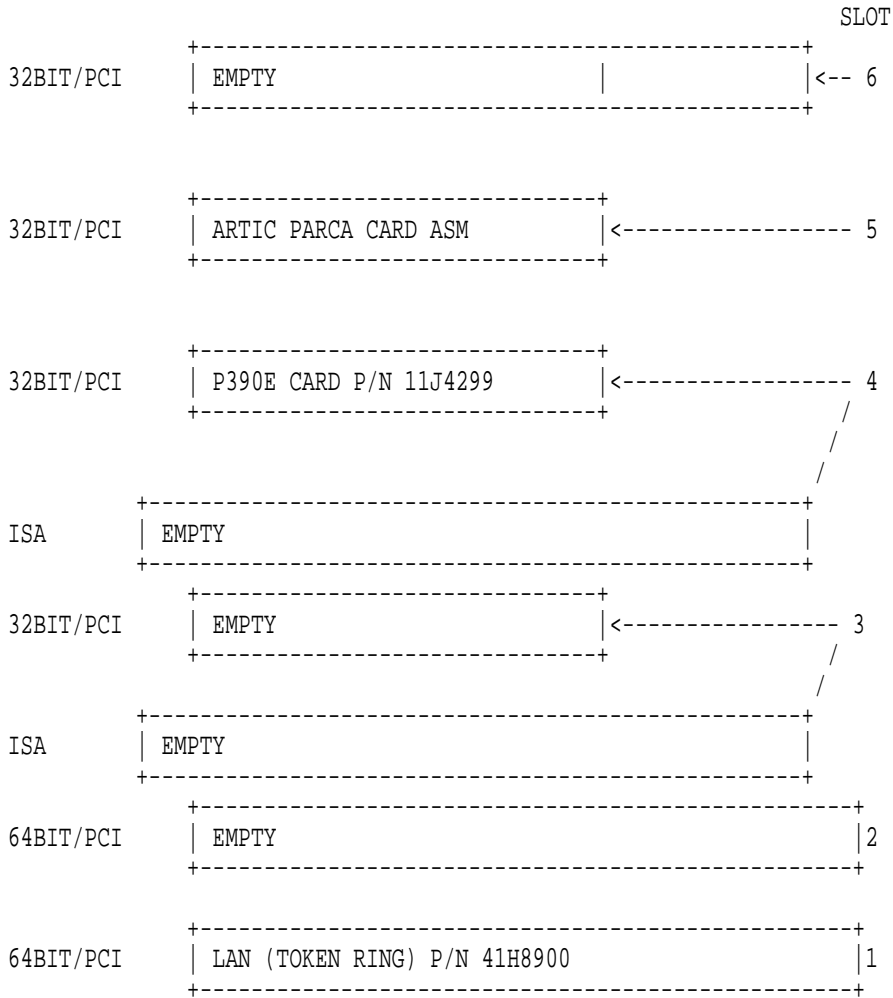 SLOT
32BIT/PCI | EMPTY | |<-- 6
32BIT/PCI | ARTIC PARCA CARD ASM |<----------------- 5
32BIT/PCI | P390E CARD P/N 11J4299 |<----------------- 4
ISA | EMPTY |
32BIT/PCI | EMPTY |<---------------- 3
ISA | EMPTY |
64BIT/PCI | EMPTY |2
64BIT/PCI | LAN (TOKEN RING) P/N 41H8900 |1